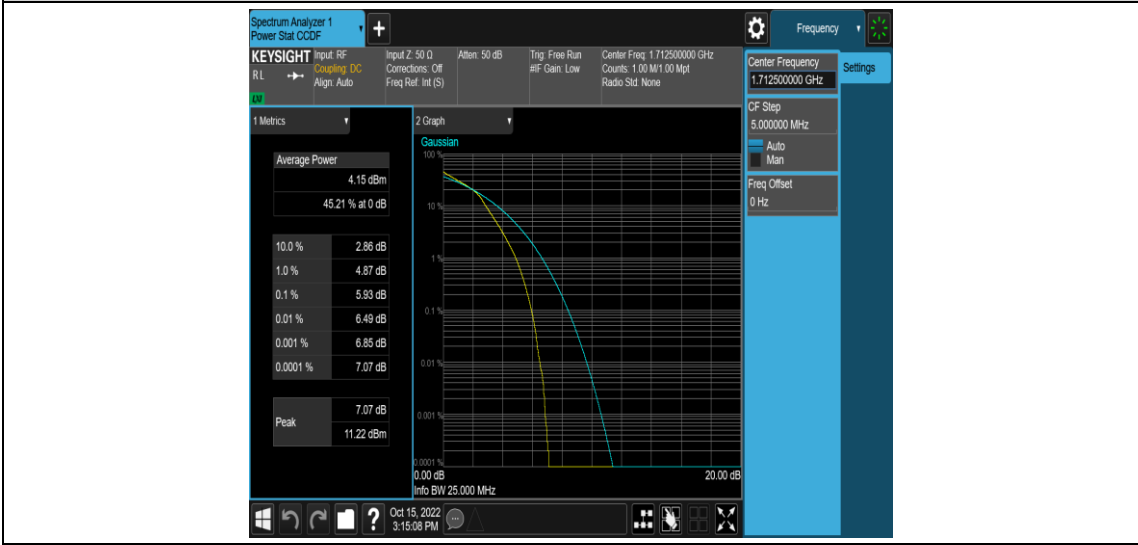 Spectrum Analyzer 1
Power Stat CCDF
+
Frequency
KEYSIGHT
Input: RF
Coupling: DC
Align: Auto
RL
LXI
Input Z: 50 Ω
Corrections: Off
Freq Ref: Int (S)
Atten: 50 dB
Trig: Free Run
#IF Gain: Low
Center Freq: 1.712500000 GHz
Counts: 1.00 M/1.00 Mpt
Radio Std: None
Center Frequency
1.712500000 GHz
Settings
CF Step
5.000000 MHz
Auto
Man
Freq Offset
0 Hz
1 Metrics
Average Power
4.15 dBm
45.21 % at 0 dB
10.0 % 2.86 dB
1.0 % 4.87 dB
0.1 % 5.93 dB
0.01 % 6.49 dB
0.001 % 6.85 dB
0.0001 % 7.07 dB
Peak
7.07 dB
11.22 dBm
2 Graph
Gaussian
100 %
10 %
1 %
0.1 %
0.01 %
0.001 %
0.0001 %
0.00 dB
20.00 dB
Info BW 25.000 MHz
?
Oct 15, 2022
3:15:08 PM